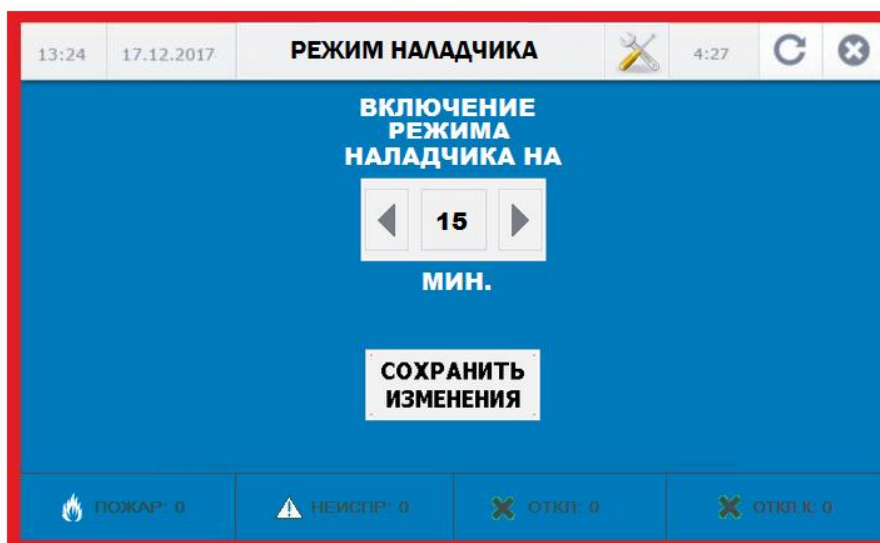 13:24 17.12.2017 РЕЖИМ НАЛАДЧИКА 4:27
ВКЛЮЧЕНИЕ
РЕЖИМА
НАЛАДЧИКА НА
15
МИН.
СОХРАНИТЬ
ИЗМЕНЕНИЯ
ПОЖАР: 0 НЕИСПР: 0 ОТКЛ: 0 ОТКЛ.К: 0